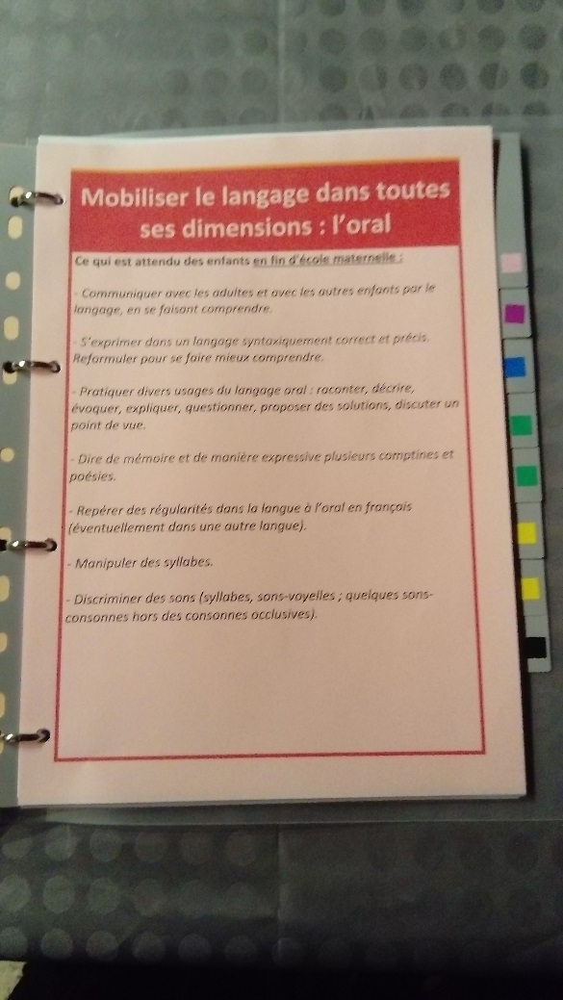 Mobiliser le langage dans toutes
ses dimensions : l'oral
Ce qui est attendu des enfants en fin d'école maternelle :
- Communiquer avec les adultes et avec les autres enfants par le
langage, en se faisant comprendre.
- S'exprimer dans un langage syntaxiquement correct et précis.
Reformuler pour se faire mieux comprendre.
- Pratiquer divers usages du langage oral : raconter, décrire,
évoquer, expliquer, questionner, proposer des solutions, discuter un
point de vue.
- Dire de mémoire et de manière expressive plusieurs comptines et
poésies.
- Repérer des régularités dans la langue à l'oral en français
(éventuellement dans une autre langue).
- Manipuler des syllabes.
- Discriminer des sons (syllabes, sons-voyelles ; quelques sons-
consonnes hors des consonnes occlusives).